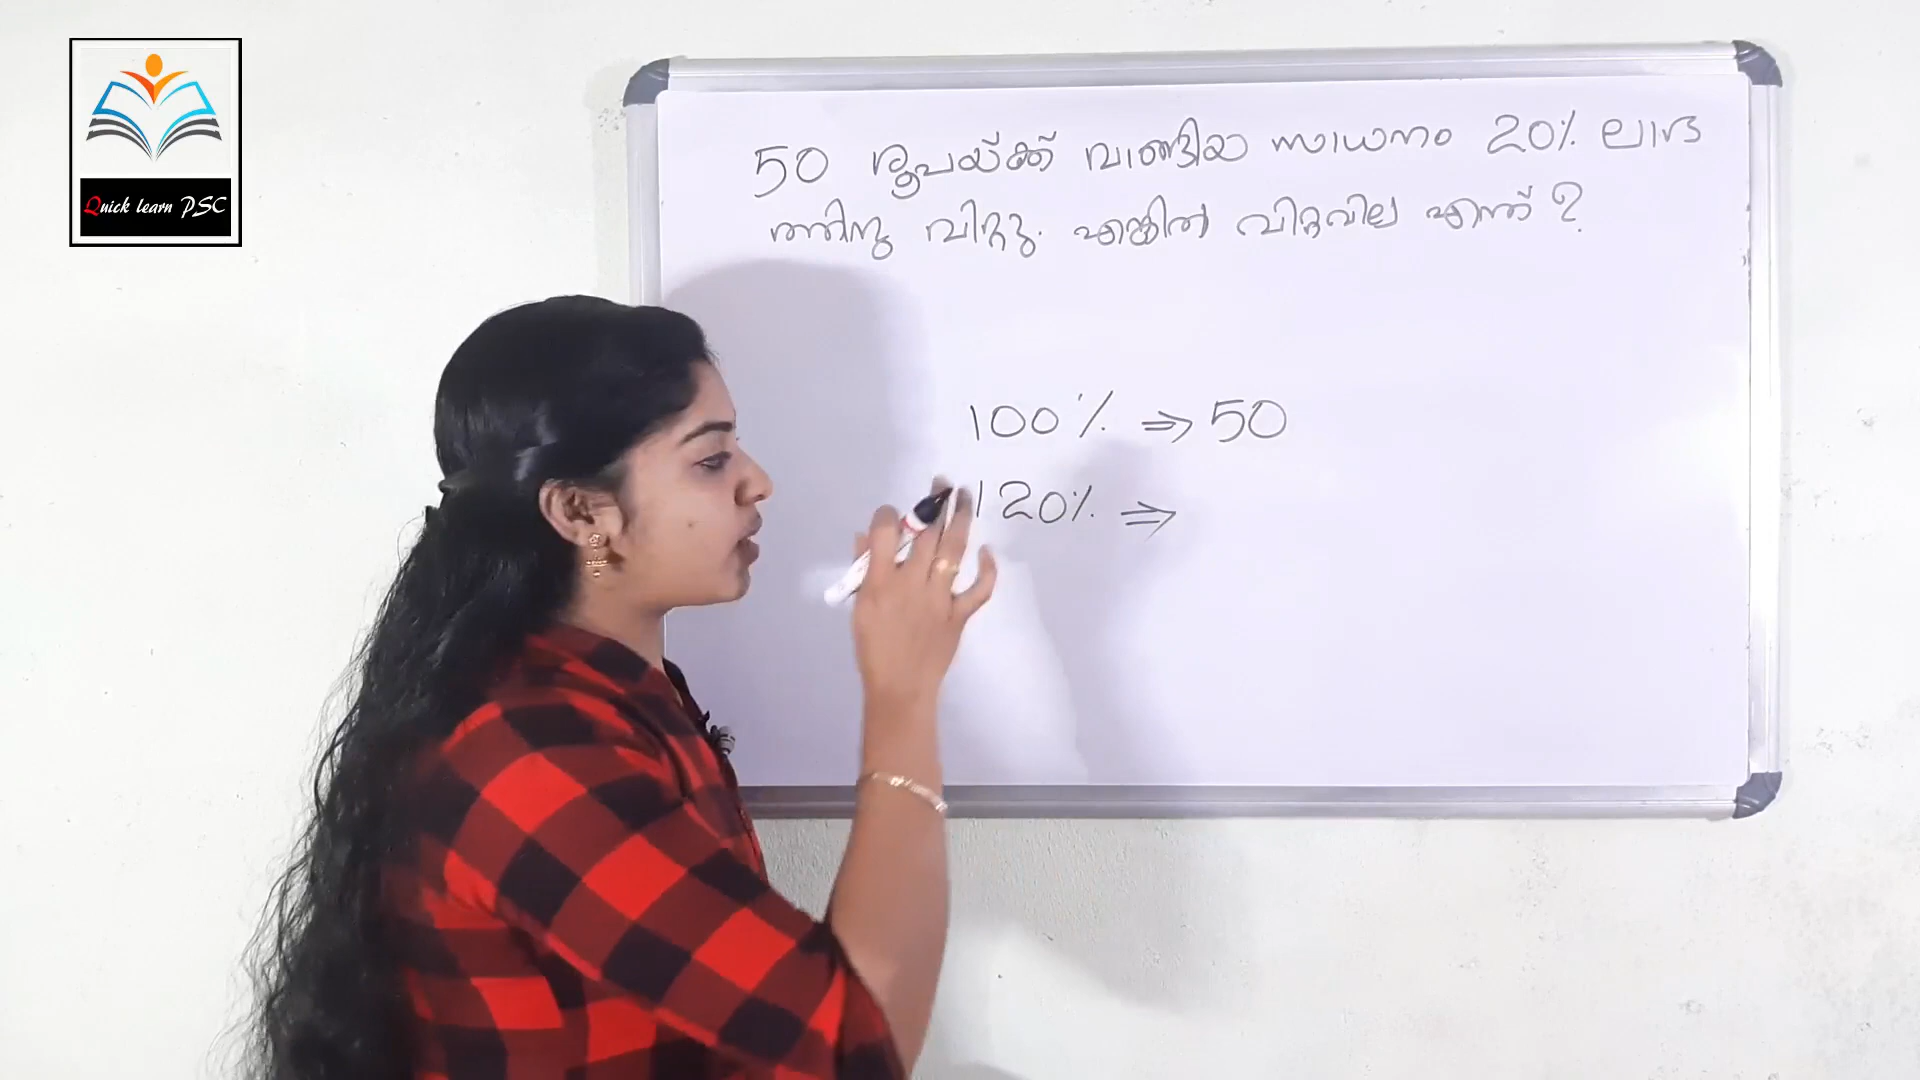 Quick learn PSC
50 രൂപയ്ക്ക് വാങ്ങിയ സാധനം 20% ലാഭ
ത്തിനു വിറ്റു. എങ്കിൽ വിറ്റവില എന്ത് ?
100% ⇒ 50
120% ⇒